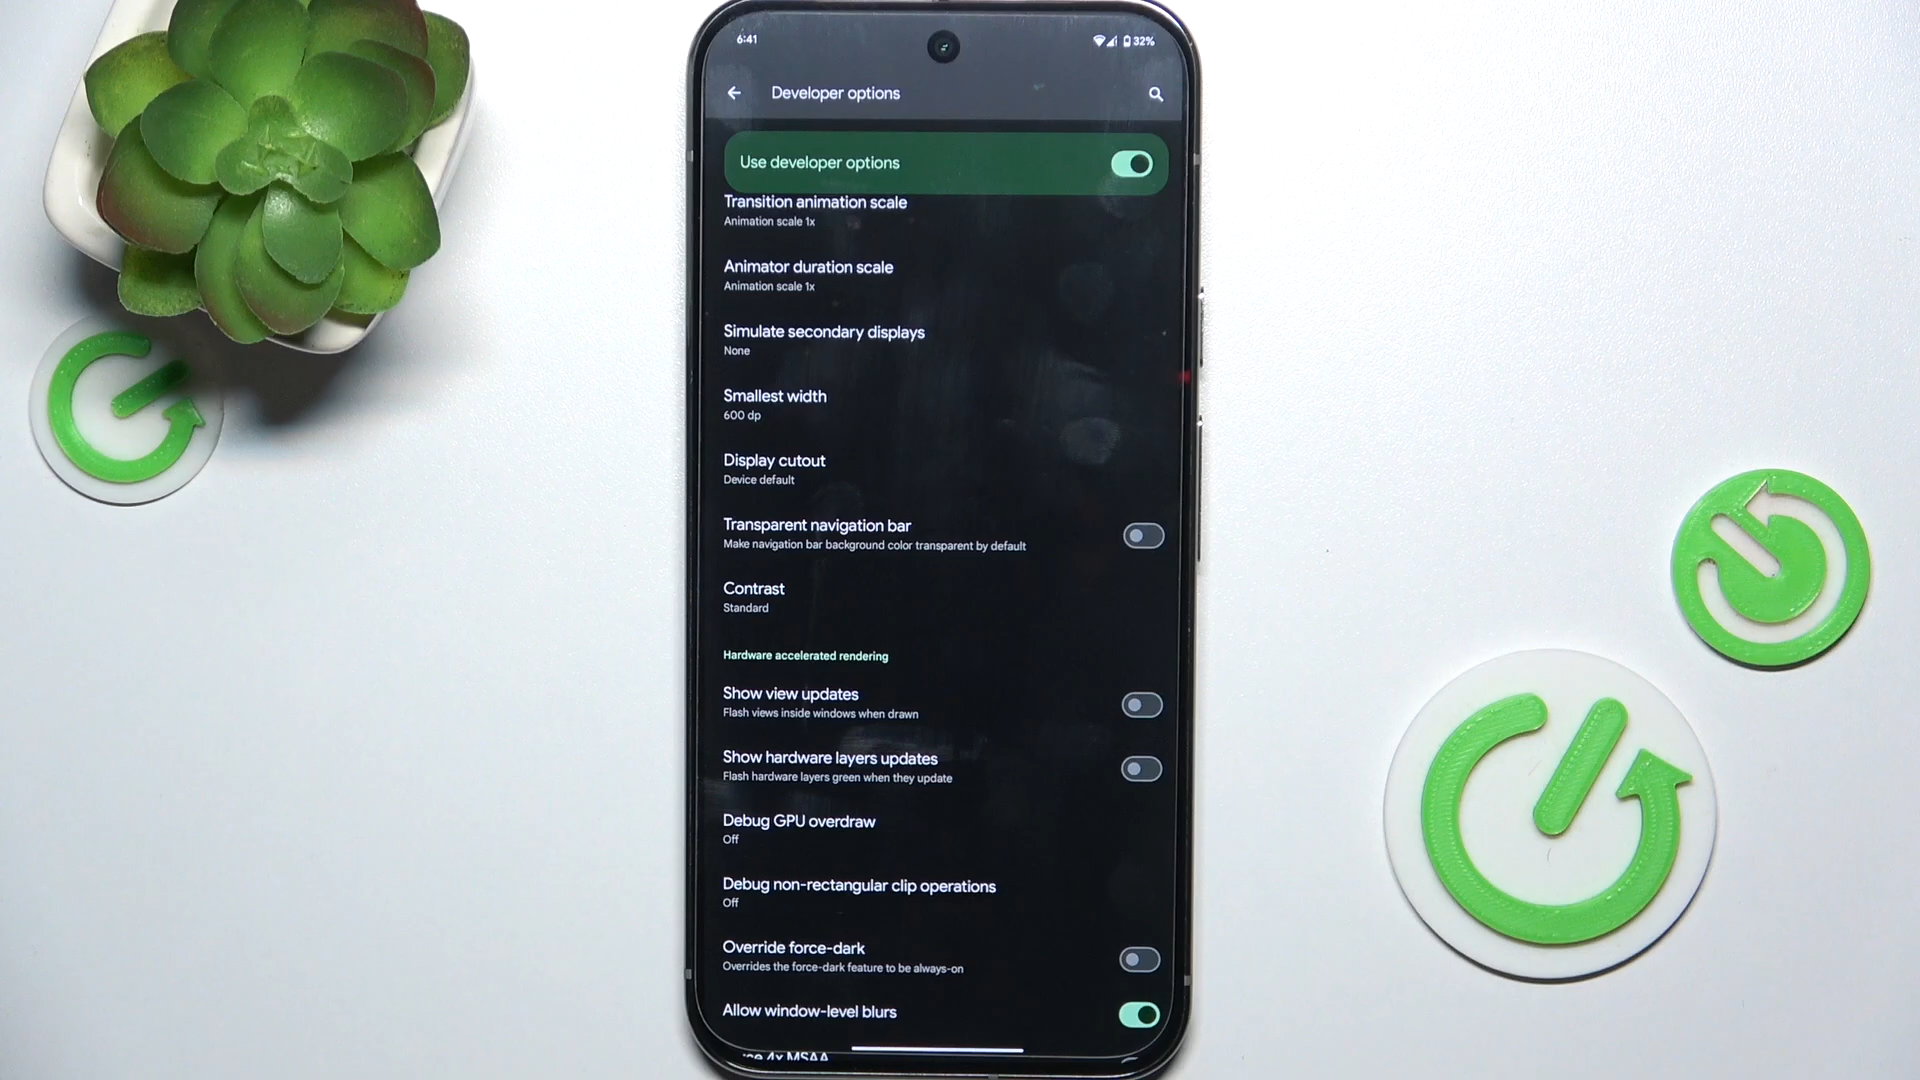 6:41
32%
Developer options
Use developer options
Transition animation scale
Animation scale 1x
Animator duration scale
Animation scale 1x
Simulate secondary displays
None
Smallest width
600 dp
Display cutout
Device default
Transparent navigation bar
Make navigation bar background color transparent by default
Contrast
Standard
Hardware accelerated rendering
Show view updates
Flash views inside windows when drawn
Show hardware layers updates
Flash hardware layers green when they update
Debug GPU overdraw
Off
Debug non-rectangular clip operations
Off
Override force-dark
Overrides the force-dark feature to be always-on
Allow window-level blurs
4x MSAA